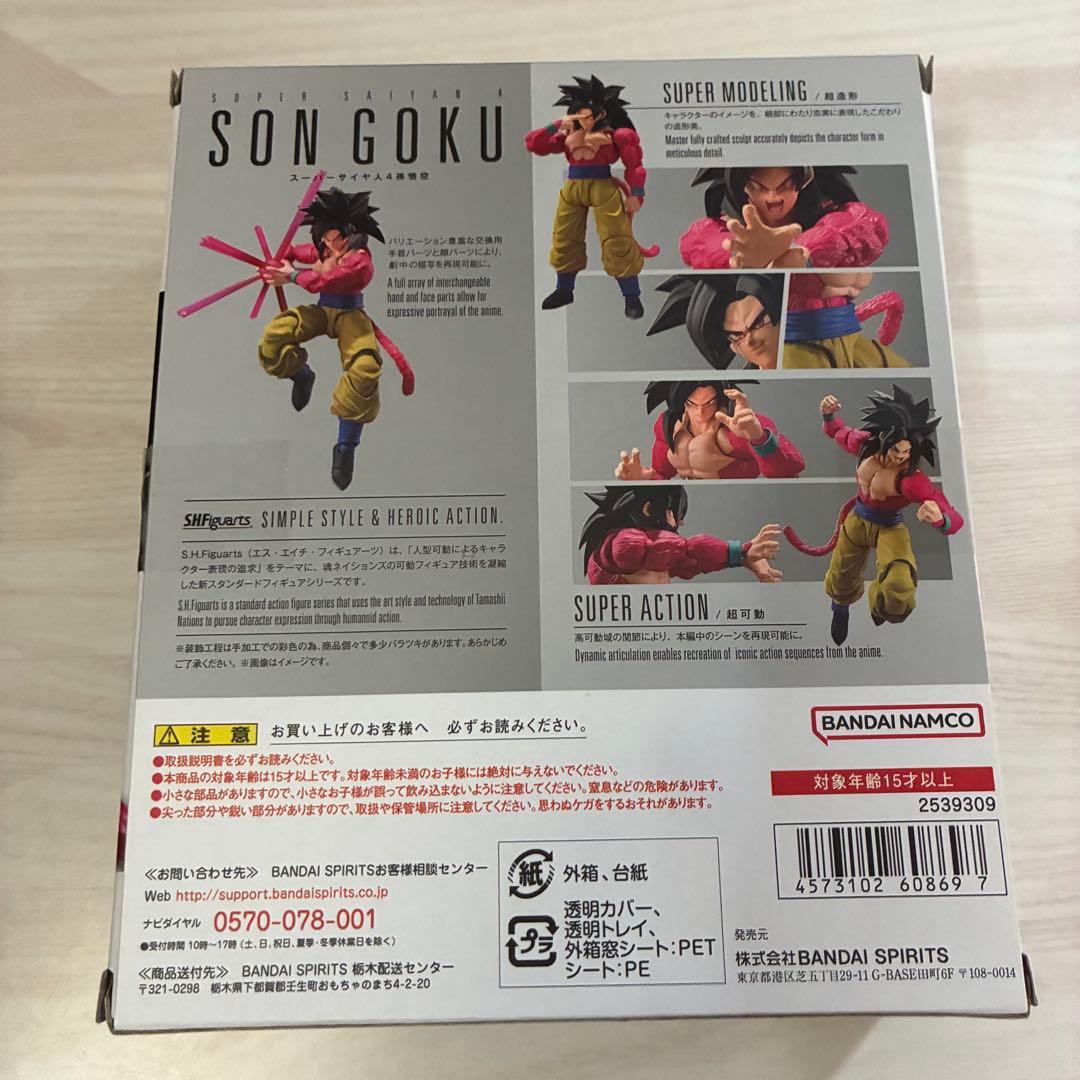 SUPER SAIYAN 4
SON GOKU
スーパーサイヤ人4孫悟空
バリエーション豊富な交換用
手首パーツと顔パーツにより、
劇中の描写を再現可能に。
A full array of interchangeable
hand and face parts allow for
expressive portrayal of the anime.
SUPER MODELING / 超造形
キャラクターのイメージを、細部にわたり忠実に表現したこだわり
の造形美。
Master fully crafted sculpt accurately depicts the character form in
meticulous detail.
S.H.Figuarts SIMPLE STYLE & HEROIC ACTION.
S.H.Figuarts（エス・エイチ・フィギュアーツ）は、「人型可動によるキャラ
クター表現の追求」をテーマに、魂ネイションズの可動フィギュア技術を凝縮
した新スタンダードフィギュアシリーズです。
S.H.Figuarts is a standard action figure series that uses the art style and technology of Tamashii
Nations to pursue character expression through humanoid action.
※装飾工程は手加工での彩色の為、商品個々で多少バラツキがあります。あらかじめ
ご了承ください。※画像はイメージです。
SUPER ACTION / 超可動
高可動域の関節により、本編中のシーンを再現可能に。
Dynamic articulation enables recreation of iconic action sequences from the anime.
注意 お買い上げのお客様へ 必ずお読みください。
●取扱説明書を必ずお読みください。
●本商品の対象年齢は15才以上です。対象年齢未満のお子様には絶対に与えないでください。
●小さな部品がありますので、小さなお子様が誤って飲み込まないように注意してください。窒息などの危険があります。
●尖った部分や鋭い部分がありますので、取扱や保管場所に注意してください。思わぬケガをするおそれがあります。
BANDAI NAMCO
対象年齢15才以上
2539309
4573102 60869 7
≪お問い合わせ先≫ BANDAI SPIRITSお客様相談センター
Web http://support.bandaispirits.co.jp
ナビダイヤル 0570-078-001
●受付時間 10時～17時(土、日、祝日、夏季・冬季休業日を除く)
≪商品送付先≫ BANDAI SPIRITS 栃木配送センター
〒321-0298 栃木県下都賀郡壬生町おもちゃのまち4-2-20
紙 外箱、台紙
プラ 透明カバー、
透明トレイ、
外箱窓シート:PET
シート:PE
発売元
株式会社BANDAI SPIRITS
東京都港区芝五丁目29-11 G-BASE田町6F 〒108-0014